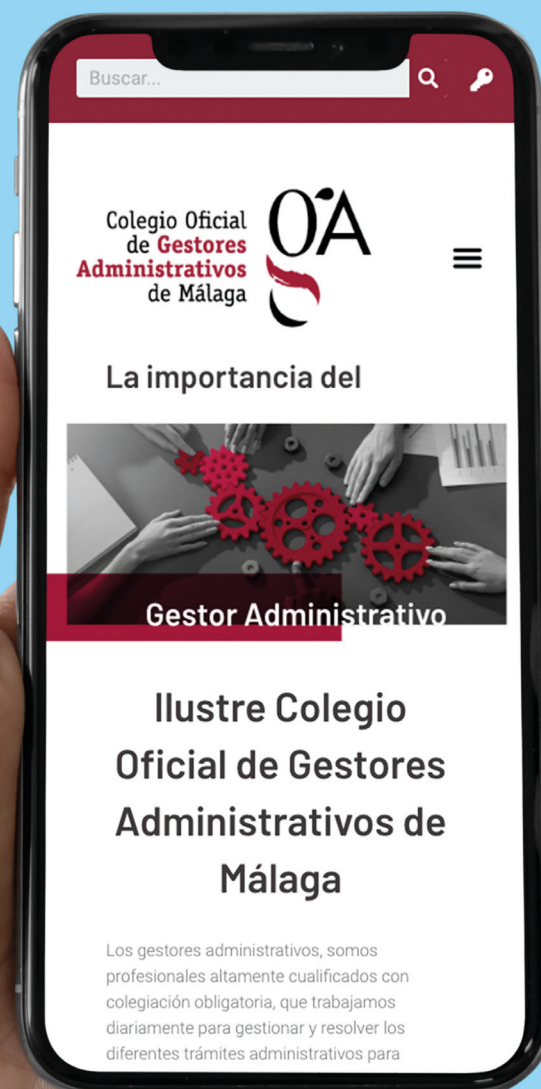 Buscar...
Colegio Oficial
de Gestores
Administrativos
de Málaga
GA
La importancia del
Gestor Administrativo
Ilustre Colegio
Oficial de Gestores
Administrativos de
Málaga
Los gestores administrativos, somos
profesionales altamente cualificados con
colegiación obligatoria, que trabajamos
diariamente para gestionar y resolver los
diferentes trámites administrativos para